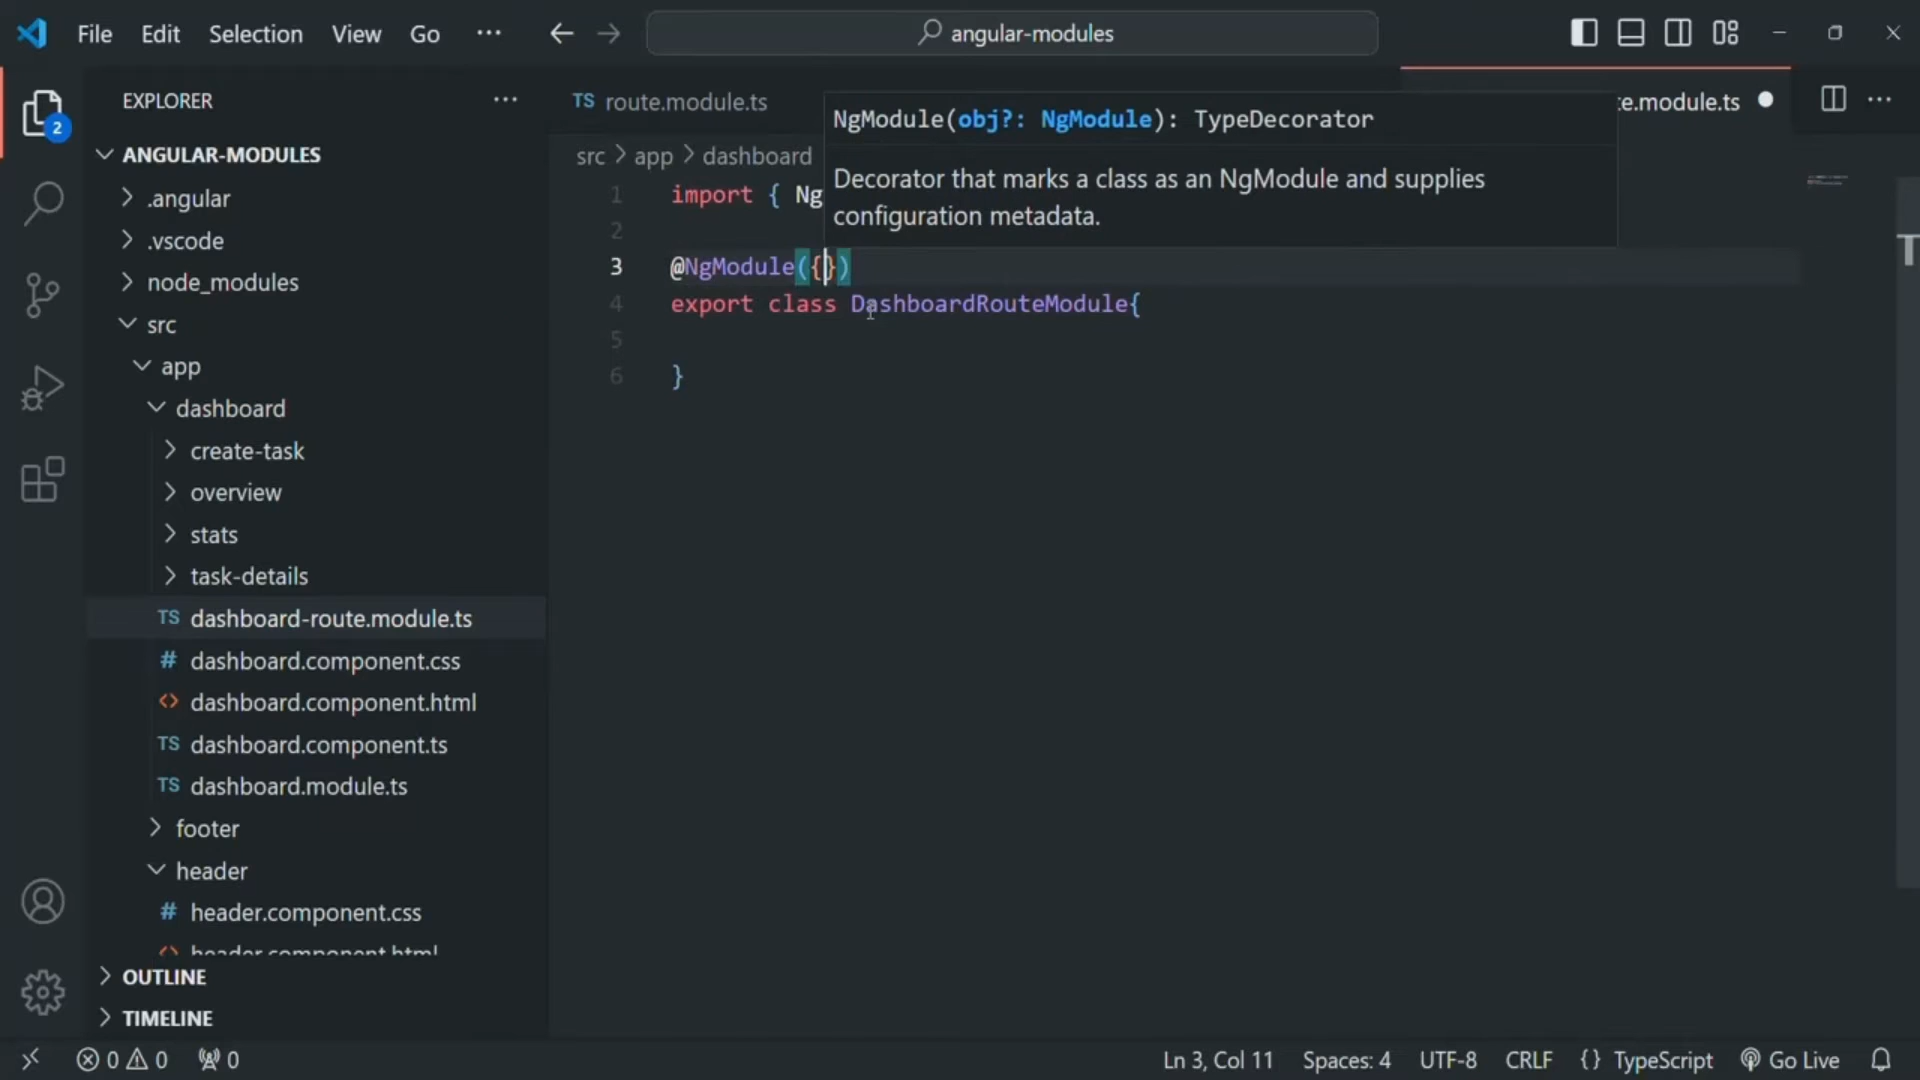 File Edit Selection View Go ···
angular-modules
EXPLORER
ANGULAR-MODULES
.angular
.vscode
node_modules
src
app
dashboard
create-task
overview
stats
task-details
TS dashboard-route.module.ts
# dashboard.component.css
<> dashboard.component.html
TS dashboard.component.ts
TS dashboard.module.ts
footer
header
# header.component.css
<> header.component.html
OUTLINE
TIMELINE
2
TS route.module.ts
te.module.ts
src > app > dashboard
NgModule(obj?: NgModule): TypeDecorator
Decorator that marks a class as an NgModule and supplies
configuration metadata.
1 import { Ng
2
3 @NgModule({})
4 export class DashboardRouteModule{
5
6 }
T
0 0 0
Ln 3, Col 11 Spaces: 4 UTF-8 CRLF {} TypeScript Go Live